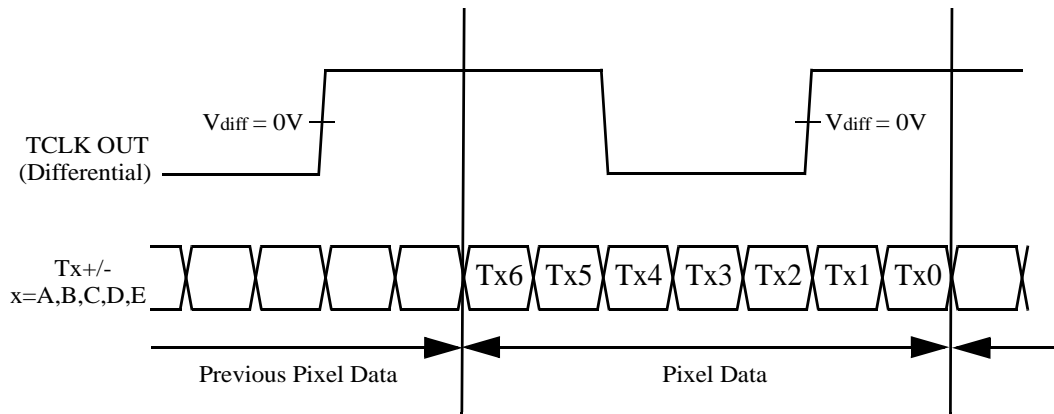 Vdiff = 0V
Vdiff = 0V
TCLK OUT
(Differential)
Tx+/-
x=A,B,C,D,E
Tx6 Tx5 Tx4 Tx3 Tx2 Tx1 Tx0
Previous Pixel Data
Pixel Data